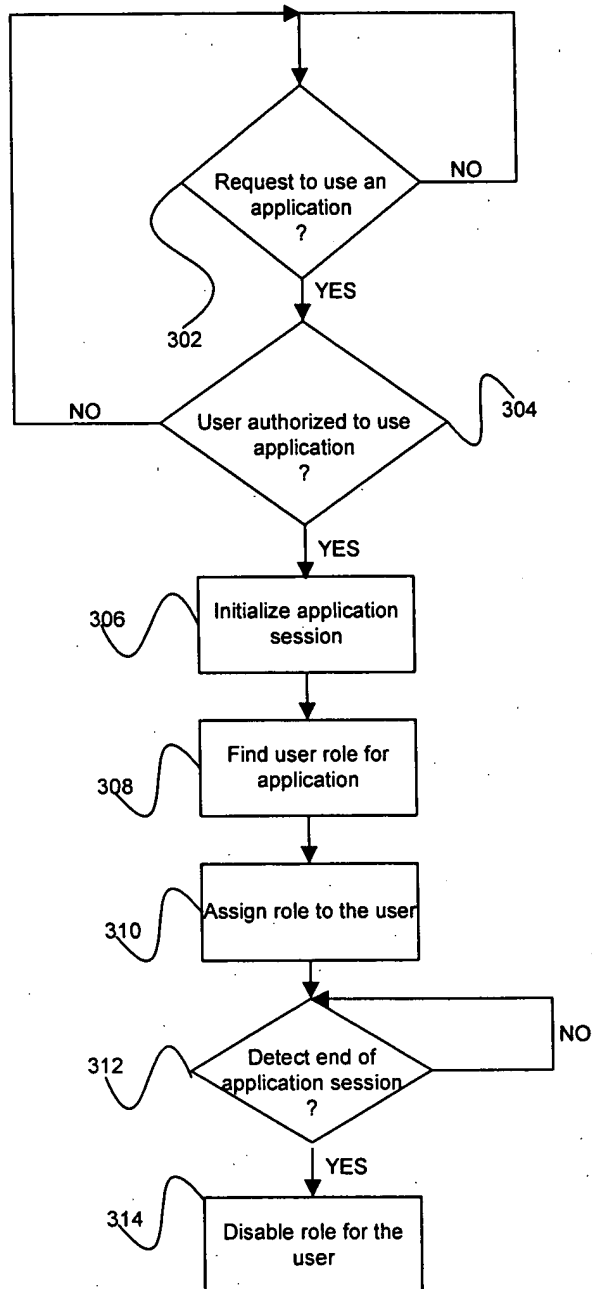 NO
Request to use an
application
?
YES
302
NO
304
User authorized to use
application
?
YES
306
Initialize application
session
308
Find user role for
application
310
Assign role to the user
NO
312
Detect end of
application session
?
YES
314
Disable role for the
user